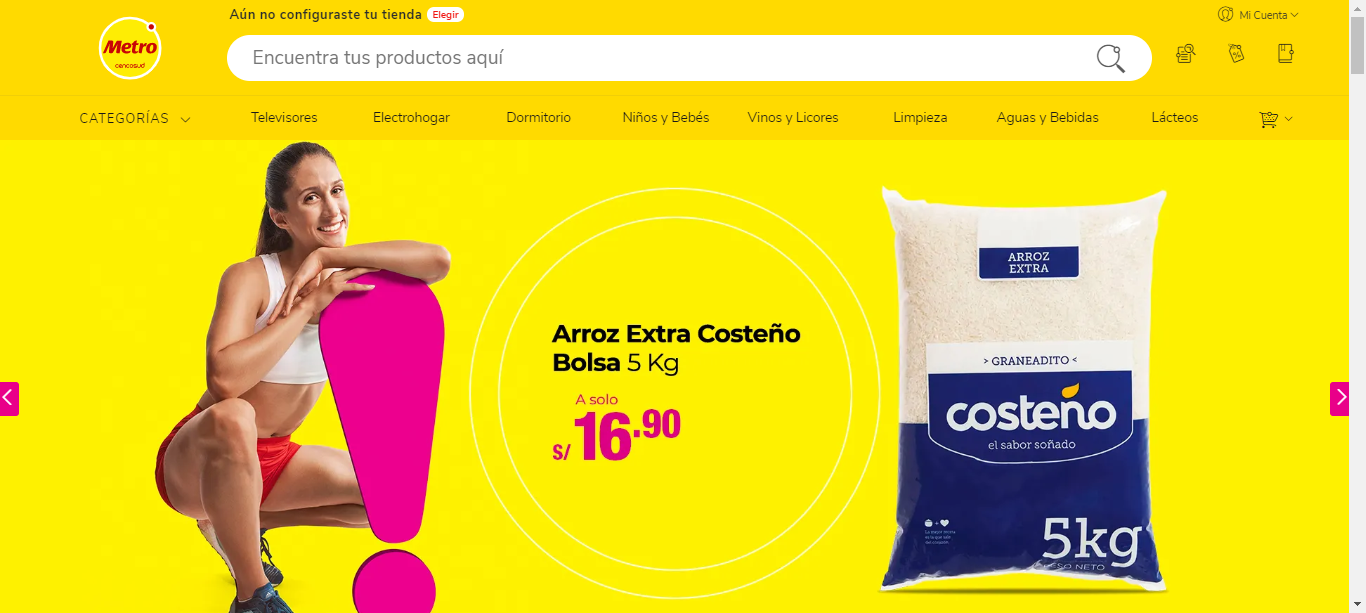 Aún no configuraste tu tienda Elegir
Mi Cuenta
Metro
cencosud
Encuentra tus productos aquí
CATEGORÍAS
Televisores
Electrohogar
Dormitorio
Niños y Bebés
Vinos y Licores
Limpieza
Aguas y Bebidas
Lácteos
Arroz Extra Costeño
Bolsa 5 Kg
A solo
S/ 16.90
ARROZ
EXTRA
> GRANEADITO <
costeño
el sabor soñado
5kg
PESO NETO